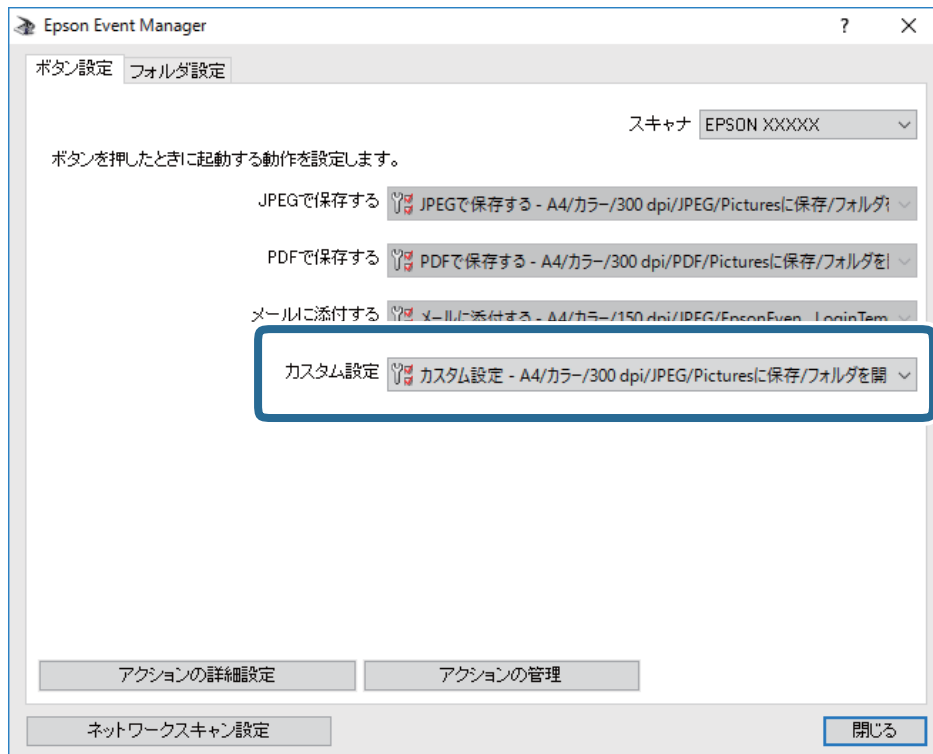 Epson Event Manager
ボタン設定 フォルダ設定
スキャナ EPSON XXXXX
ボタンを押したときに起動する動作を設定します。
JPEGで保存する JPEGで保存する - A4/カラー/300 dpi/JPEG/Picturesに保存/フォルダを
PDFで保存する PDFで保存する - A4/カラー/300 dpi/PDF/Picturesに保存/フォルダを
メールに添付する メールに添付する - A4/カラー/150 dpi/JPEG/EpsonEven LoginTem
カスタム設定 カスタム設定 - A4/カラー/300 dpi/JPEG/Picturesに保存/フォルダを開
アクションの詳細設定 アクションの管理
ネットワークスキャン設定 閉じる